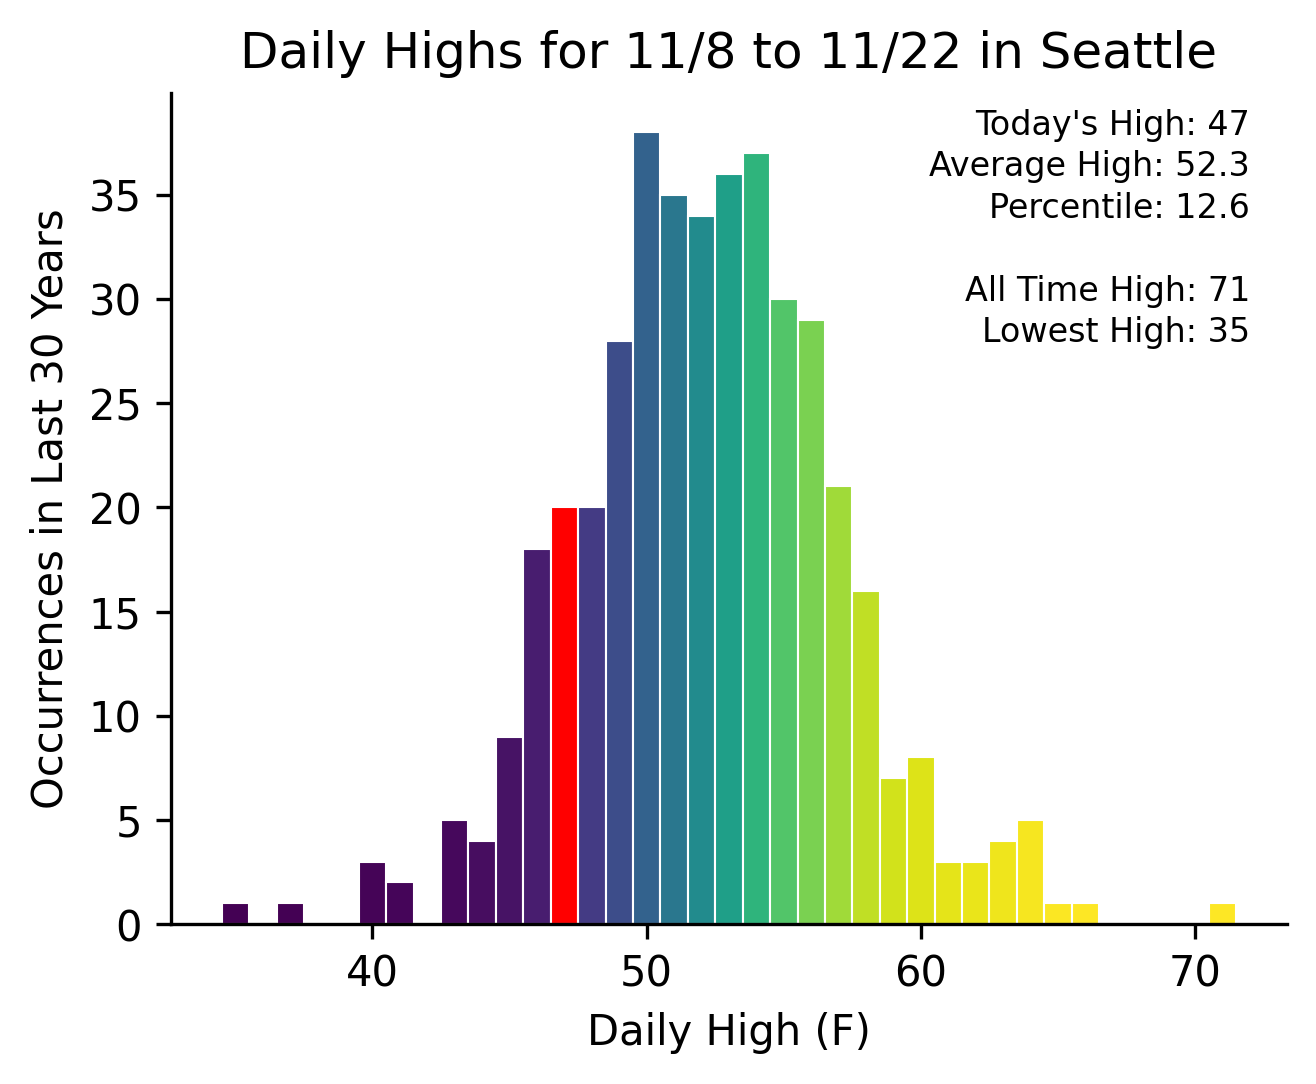 Daily Highs for 11/8 to 11/22 in Seattle
Today's High: 47
Average High: 52.3
Percentile: 12.6
All Time High: 71
Lowest High: 35
Occurrences in Last 30 Years
35
30
25
20
15
10
5
0
40 50 60 70
Daily High (F)